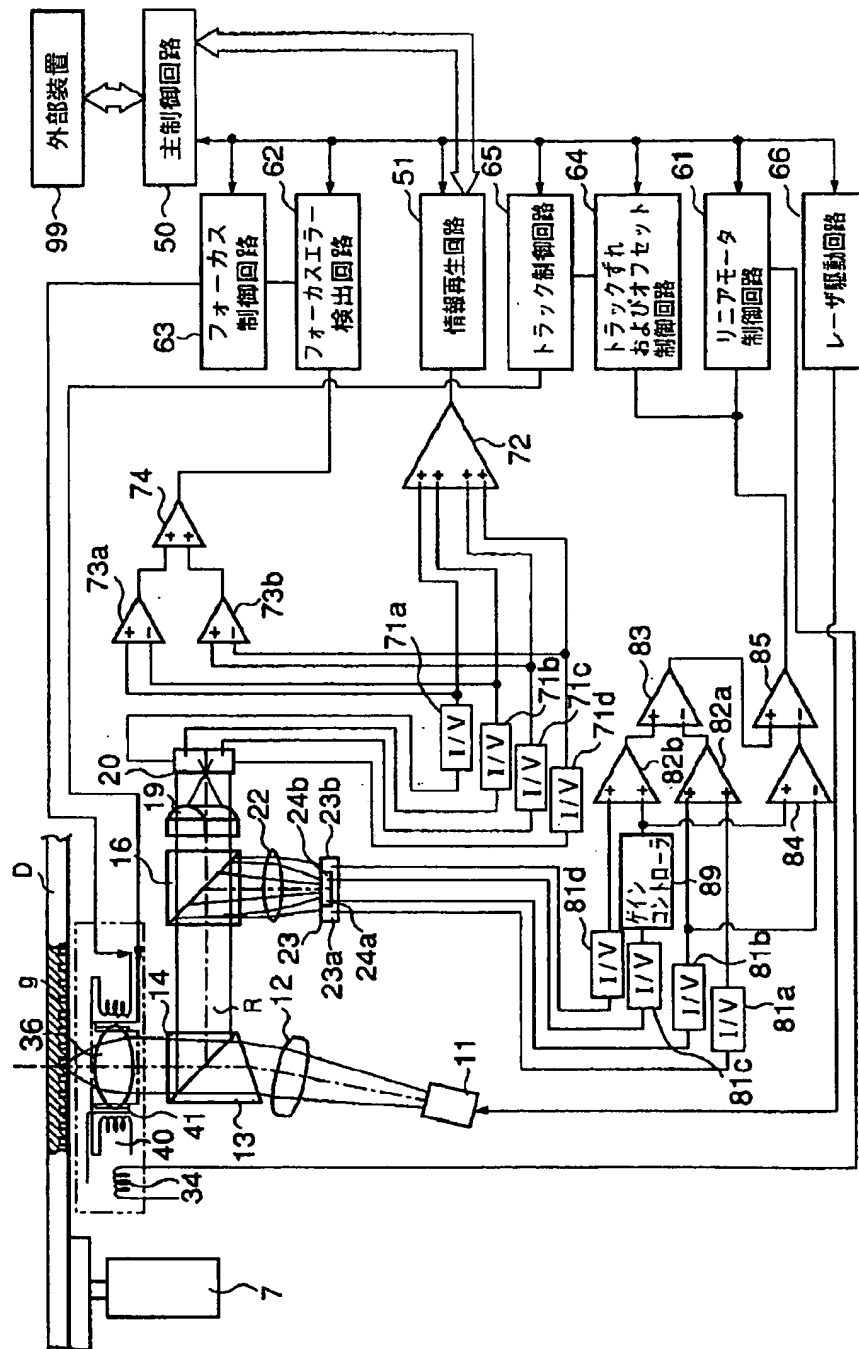 外部装置
99
主制御回路
50
フォーカス
制御回路
63
フォーカスエラー
検出回路
62
情報再生回路
51
トラック制御回路
65
トラックずれ
およびオフセット
制御回路
64
リニアモータ
制御回路
61
レーザ駆動回路
66
74
+
+
73a
+
-
73b
+
-
72
+
+
+
+
71a
I/V
71b
I/V
71c
I/V
71d
I/V
83
+
-
85
+
-
82b
+
+
82a
+
+
84
+
-
ゲイン
コントローラ
89
81d
I/V
81c
I/V
81b
I/V
81a
I/V
20
19
16
22
24b
23b
23
23a
24a
D
9
36
14
R
12
13
11
41
40
34
7